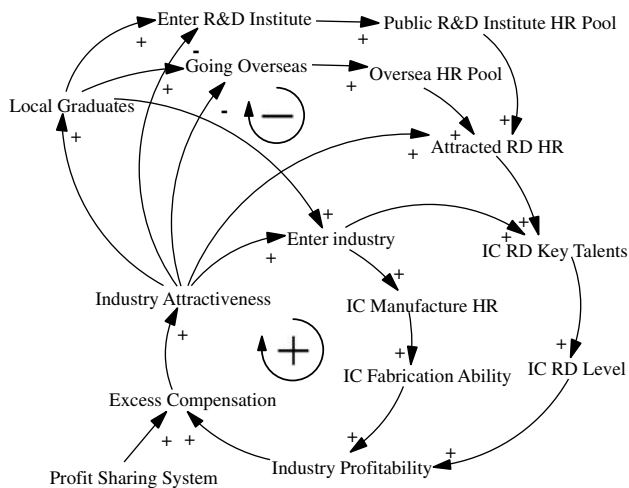 Enter R&D Institute
Public R&D Institute HR Pool
+
+
-
Going Overseas
Oversea HR Pool
+
+
Local Graduates
-
+
+
+
+
Attracted RD HR
−
+
+
+
+
Enter industry
+
IC RD Key Talents
+
Industry Attractiveness
IC Manufacture HR
+
+
+
+
IC Fabrication Ability
IC RD Level
Excess Compensation
+
+
+
+
Industry Profitability
Profit Sharing System